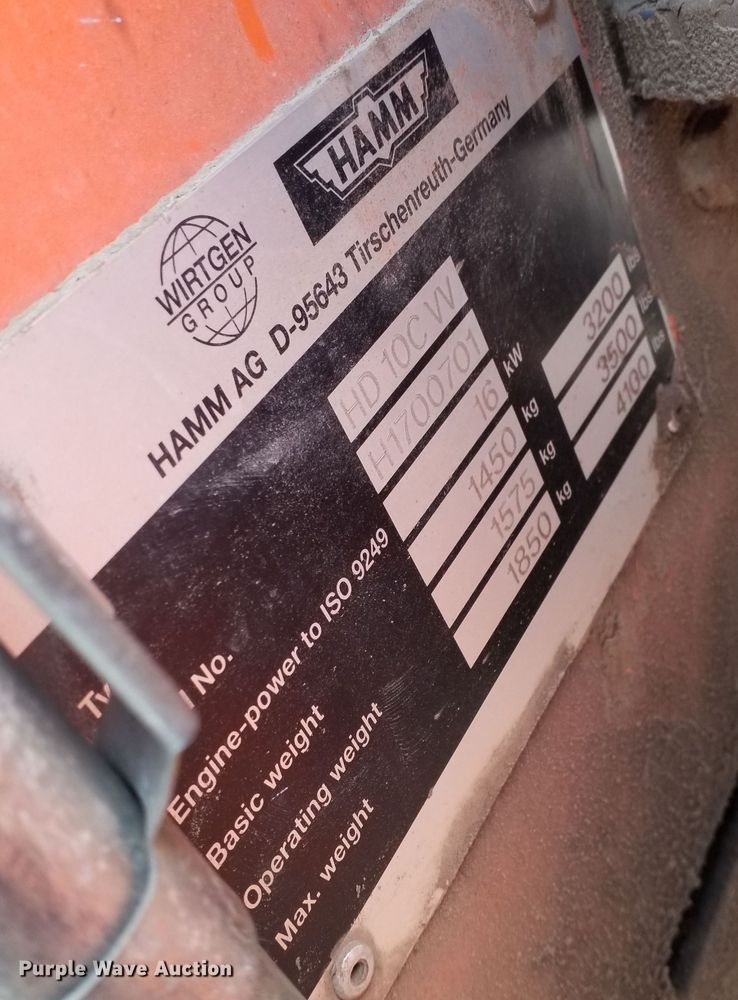 HAMM
WIRTGEN
GROUP
HAMM AG D-95643 Tirschenreuth-Germany
HD 10C VV
No. H1700701
Engine-power to ISO 9249 16 kW
Basic weight 1450 kg 3200 lbs
Operating weight 1575 kg 3500 lbs
Max. weight 1850 kg 4100 lbs
Purple Wave Auction